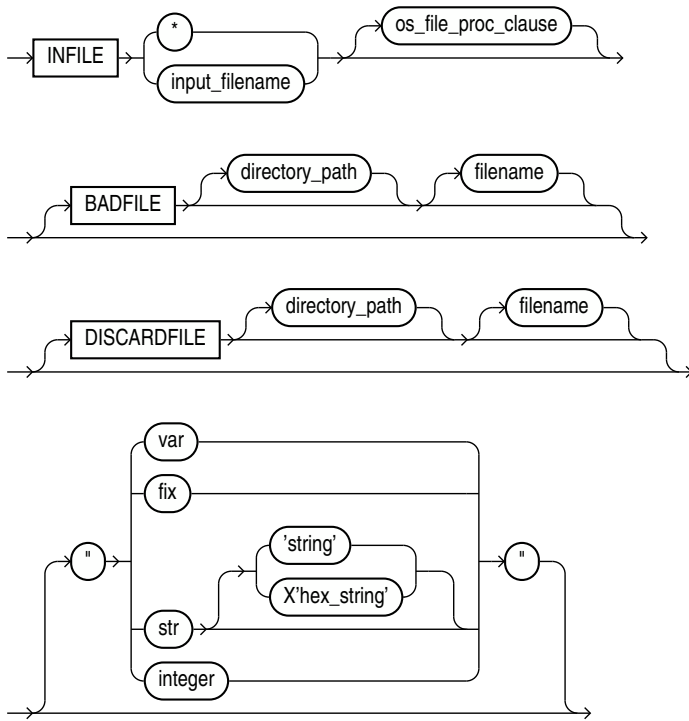 os_file_proc_clause
*
INFILE
input_filename
directory_path filename
BADFILE
directory_path filename
DISCARDFILE
var
fix
" 'string' "
X'hex_string'
str
integer